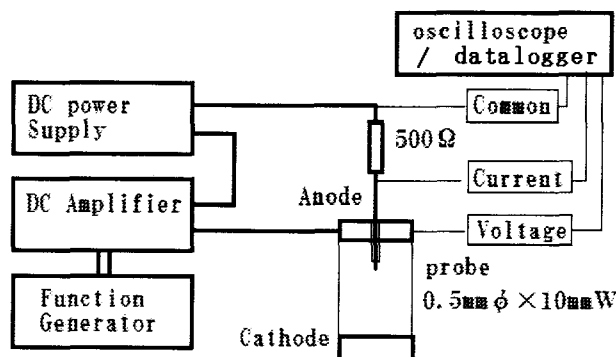 oscilloscope
/ datalogger
DC power
Supply
Common
500Ω
Current
Anode
DC Amplifier
Voltage
probe
0.5mmφ×10mmW
Function
Generator
Cathode